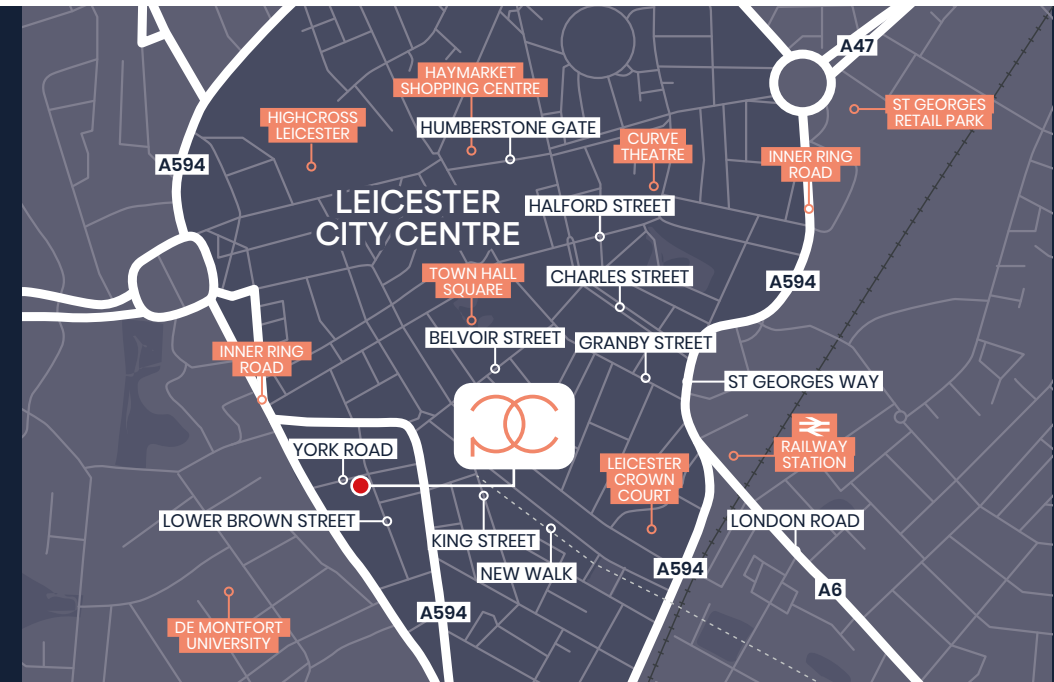 A47
HAYMARKET
SHOPPING CENTRE
ST GEORGES
RETAIL PARK
HIGHCROSS
LEICESTER
HUMBERSTONE GATE
CURVE
THEATRE
INNER RING
ROAD
A594
LEICESTER
CITY CENTRE
HALFORD STREET
TOWN HALL
SQUARE
CHARLES STREET
A594
BELVOIR STREET
GRANBY STREET
INNER RING
ROAD
ST GEORGES WAY
YORK ROAD
RAILWAY
STATION
LEICESTER
CROWN
COURT
LOWER BROWN STREET
LONDON ROAD
KING STREET
NEW WALK
A594
A6
A594
DE MONTFORT
UNIVERSITY